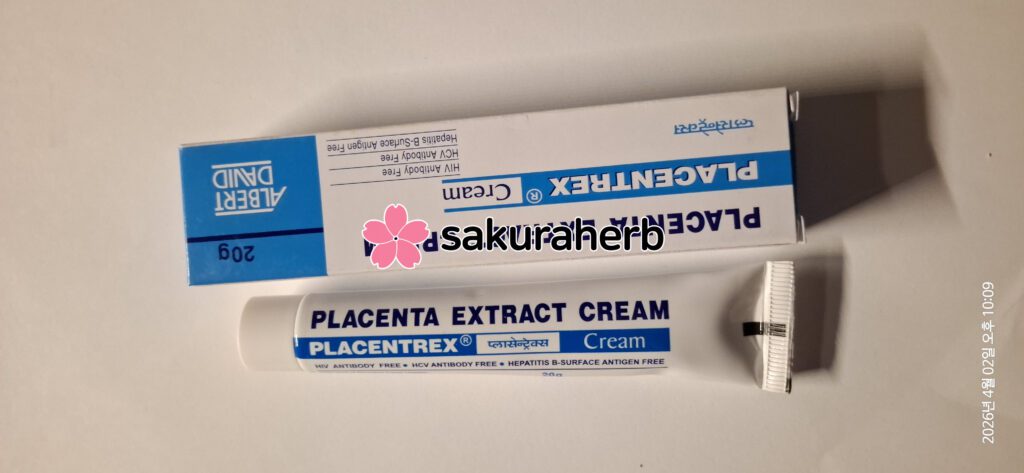 PLACENTA
PLACENTREX® Cream
प्लासेन्ट्रेक्स
HIV Antibody Free
HCV Antibody Free
Hepatitis B-Surface Antigen Free
20g
ALBERT
DAVID
sakuraherb
PLACENTA EXTRACT CREAM
PLACENTREX® प्लासेन्ट्रेक्स Cream
HIV ANTIBODY FREE • HCV ANTIBODY FREE • HEPATITIS B-SURFACE ANTIGEN FREE
20g
2026년 4월 02일 오후 10:09